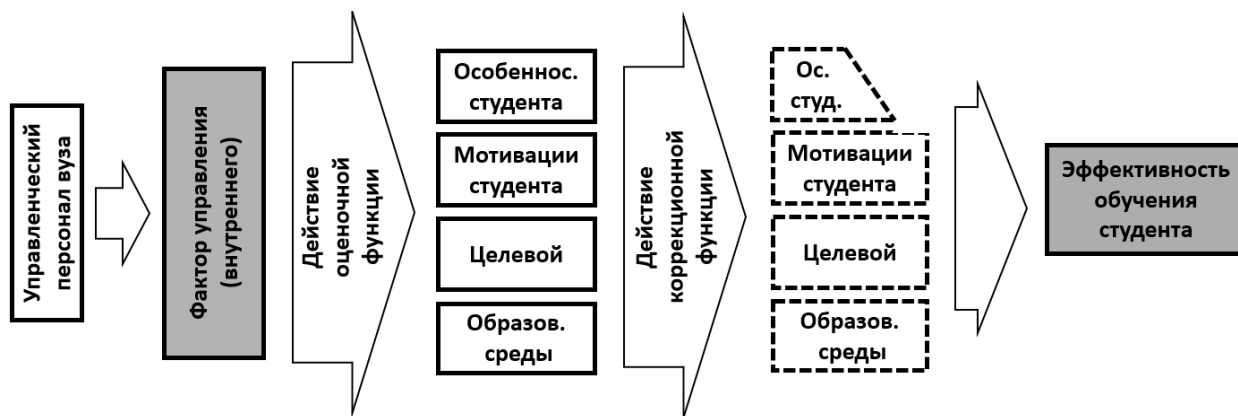 Управленческий
персонал вуза
Фактор управления
(внутреннего)
Действие
оценочной
функции
Особеннос.
студента
Мотивации
студента
Целевой
Образов.
среды
Действие
коррекционной
функции
Ос.
студ.
Мотивации
студента
Целевой
Образов.
среды
Эффективность
обучения
студента